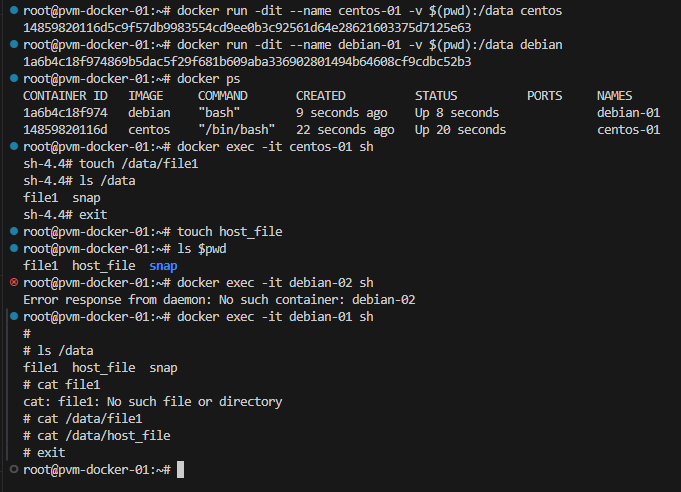 root@pvm-docker-01:~# docker run -dit --name centos-01 -v $(pwd):/data centos
14859820116d5c9f57db9983554cd9ee0b3c92561d64e28621603375d7125e63
root@pvm-docker-01:~# docker run -dit --name debian-01 -v $(pwd):/data debian
1a6b4c18f974869b5dac5f29f681b609aba336902801494b64608cf9cdbc52b3
root@pvm-docker-01:~# docker ps
CONTAINER ID   IMAGE     COMMAND       CREATED          STATUS          PORTS     NAMES
1a6b4c18f974   debian    "bash"        9 seconds ago    Up 8 seconds              debian-01
14859820116d   centos    "/bin/bash"   22 seconds ago   Up 20 seconds             centos-01
root@pvm-docker-01:~# docker exec -it centos-01 sh
sh-4.4# touch /data/file1
sh-4.4# ls /data
file1  snap
sh-4.4# exit
root@pvm-docker-01:~# touch host_file
root@pvm-docker-01:~# ls $pwd
file1  host_file  snap
root@pvm-docker-01:~# docker exec -it debian-02 sh
Error response from daemon: No such container: debian-02
root@pvm-docker-01:~# docker exec -it debian-01 sh
#
# ls /data
file1  host_file  snap
# cat file1
cat: file1: No such file or directory
# cat /data/file1
# cat /data/host_file
# exit
root@pvm-docker-01:~#